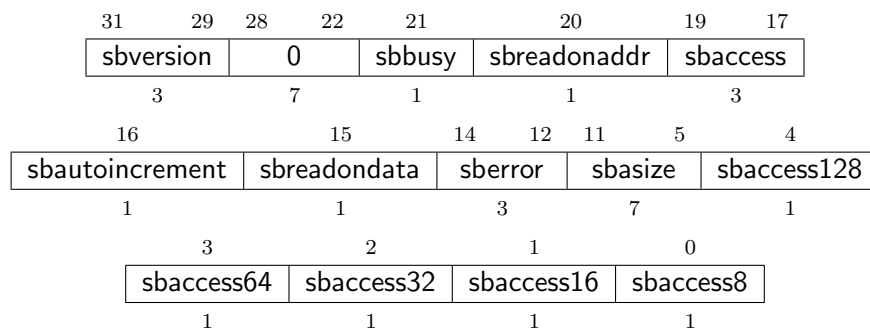 31 29 28 22 21 20 19 17
sbversion 0 sbbusy sbreadonaddr sbaccess
3 7 1 1 3
16 15 14 12 11 5 4
sbautoincrement sbreadondata sberror sbasize sbaccess128
1 1 3 7 1
3 2 1 0
sbaccess64 sbaccess32 sbaccess16 sbaccess8
1 1 1 1